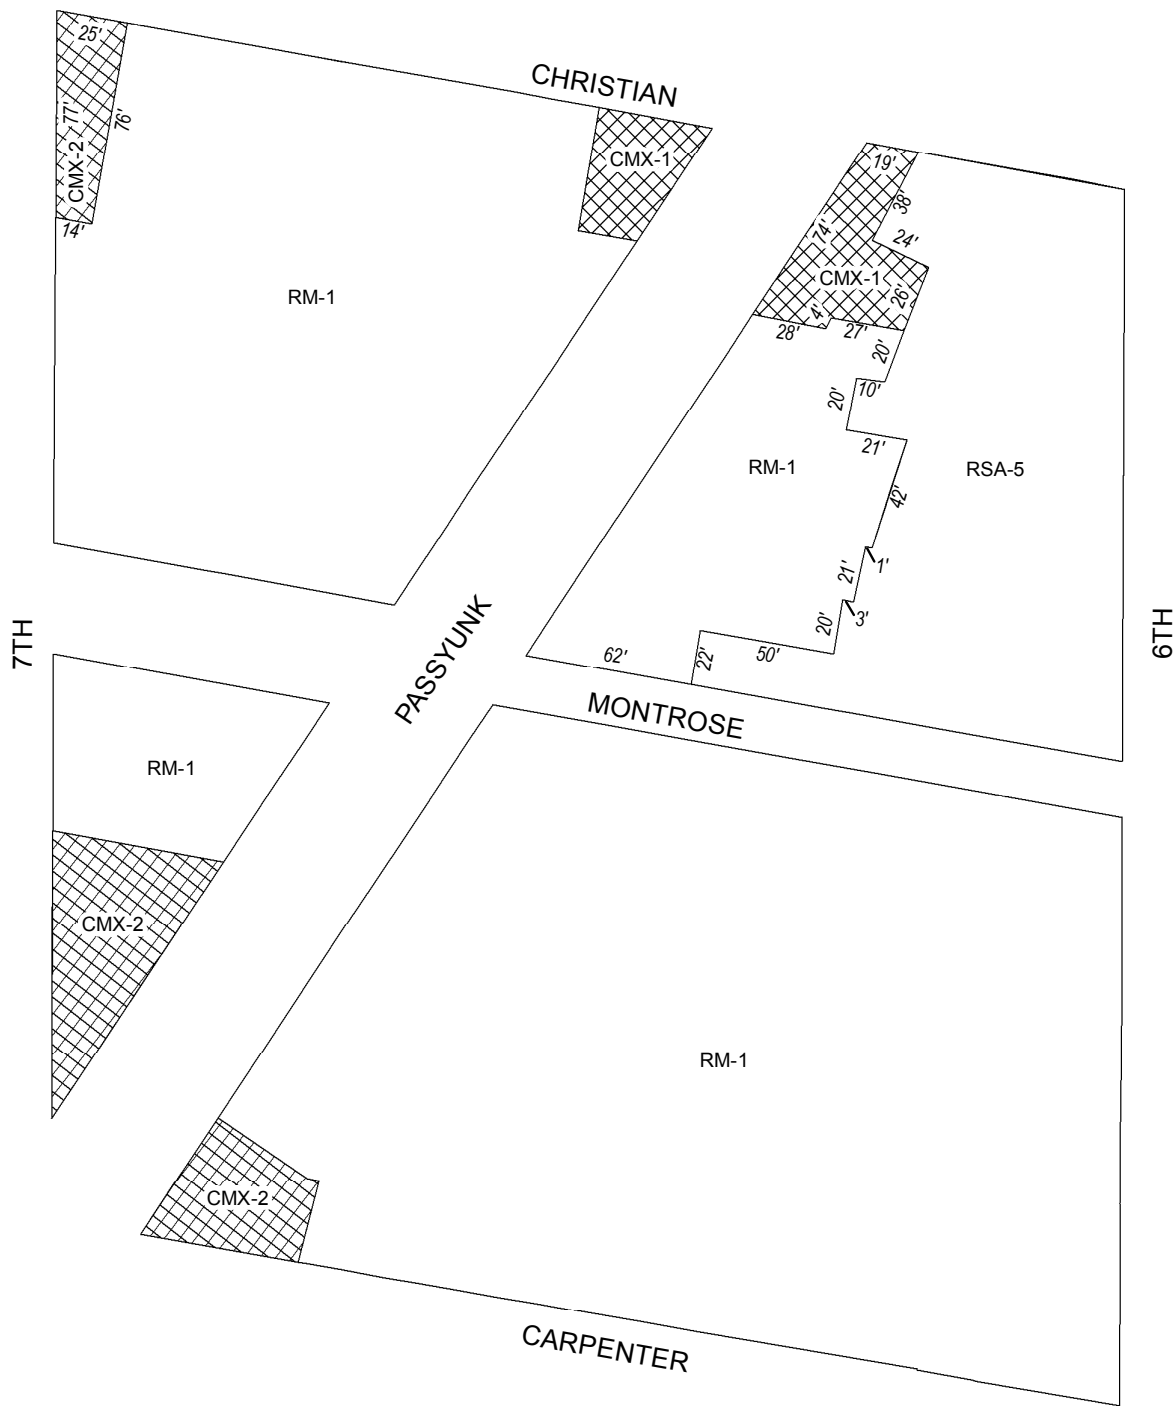 25'
CHRISTIAN
77'
76'
CMX-2
14'
CMX-1
19'
38'
24'
74'
CMX-1
26'
4'
28'
27'
20'
10'
20'
21'
RM-1
RM-1
RSA-5
42'
1'
21'
3'
20'
7TH
PASSYUNK
62'
22'
50'
6TH
MONTROSE
RM-1
CMX-2
RM-1
CMX-2
CARPENTER